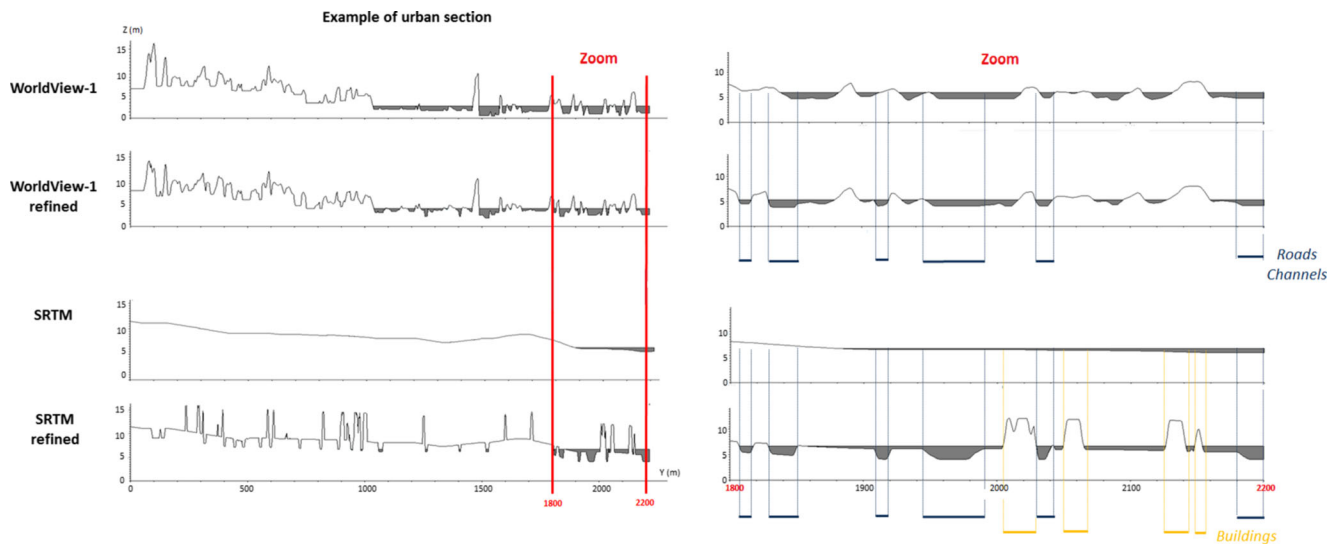 Example of urban section
Z (m)
WorldView-1
15
10
5
0
Zoom
WorldView-1
refined
15
10
5
0
SRTM
15
10
5
0
SRTM
refined
15
10
5
0
Y (m)
0
500
1000
1500
2000
1800
2200
Zoom
10
5
0
10
5
0
Roads
Channels
10
5
0
10
5
0
1800
1900
2000
2100
2200
Buildings